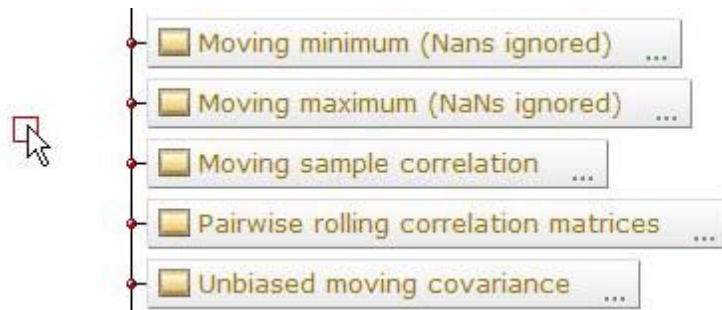 Moving minimum (Nans ignored) ...
Moving maximum (NaNs ignored) ...
Moving sample correlation ...
Pairwise rolling correlation matrices ...
Unbiased moving covariance ...